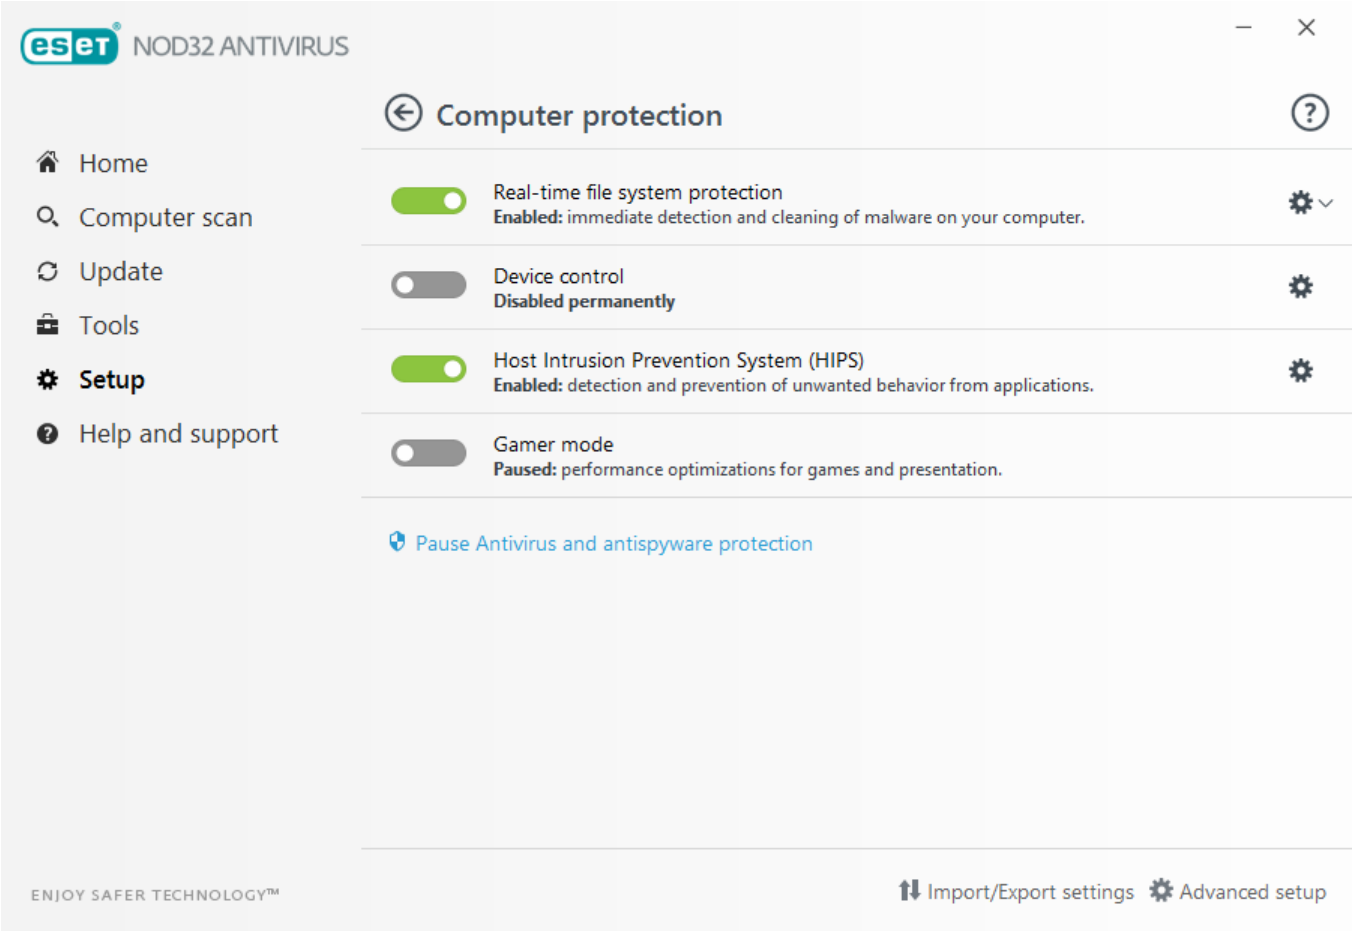 eset® NOD32 ANTIVIRUS
Computer protection
Home
Computer scan
Update
Tools
Setup
Help and support
Real-time file system protection
Enabled: immediate detection and cleaning of malware on your computer.
Device control
Disabled permanently
Host Intrusion Prevention System (HIPS)
Enabled: detection and prevention of unwanted behavior from applications.
Gamer mode
Paused: performance optimizations for games and presentation.
Pause Antivirus and antispyware protection
ENJOY SAFER TECHNOLOGY™
Import/Export settings Advanced setup